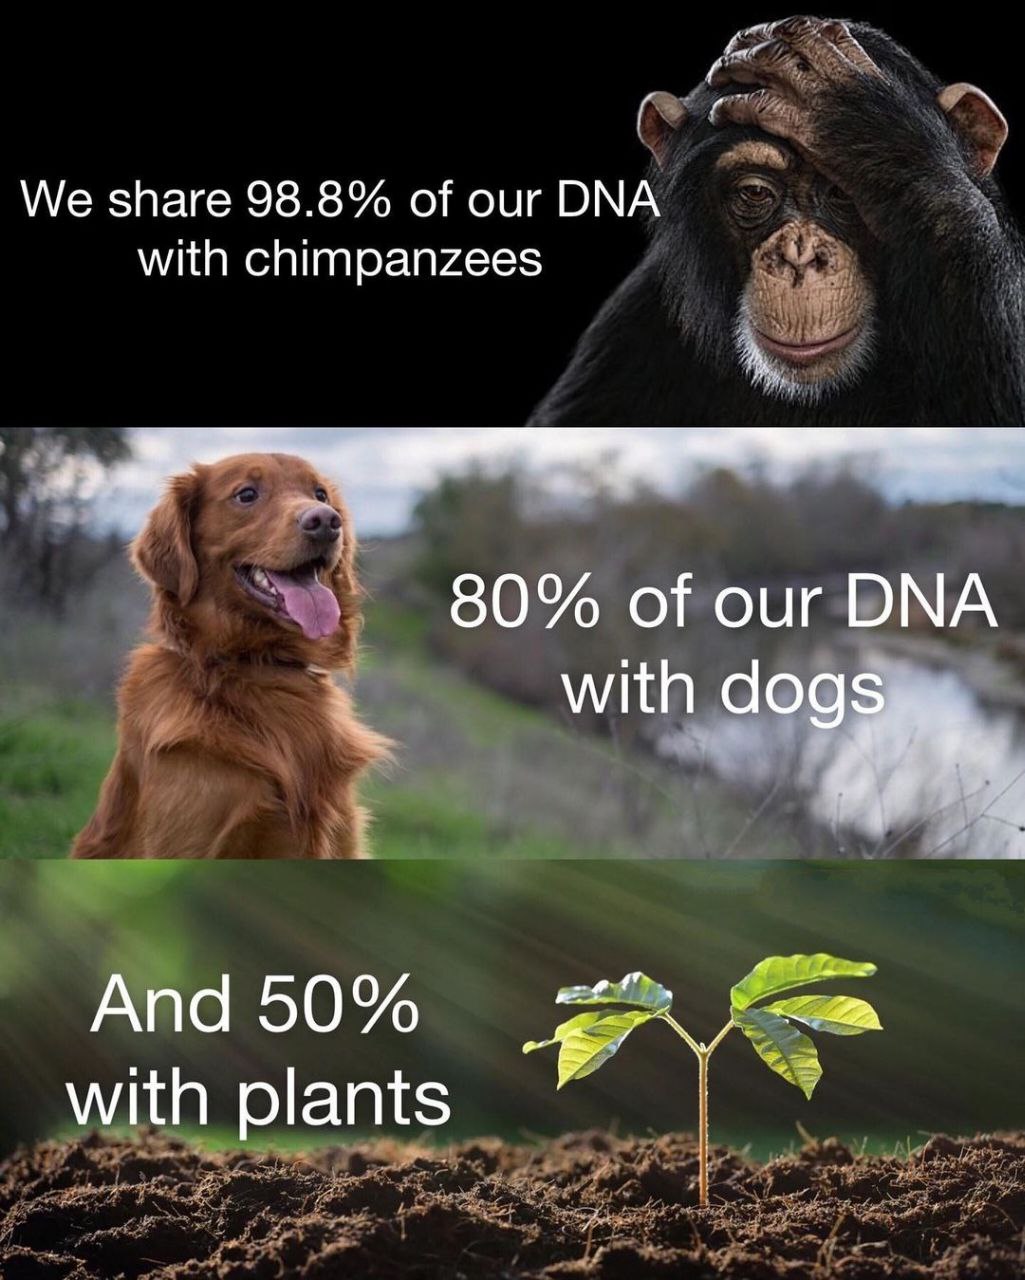 We share 98.8% of our DNA
with chimpanzees
80% of our DNA
with dogs
And 50%
with plants